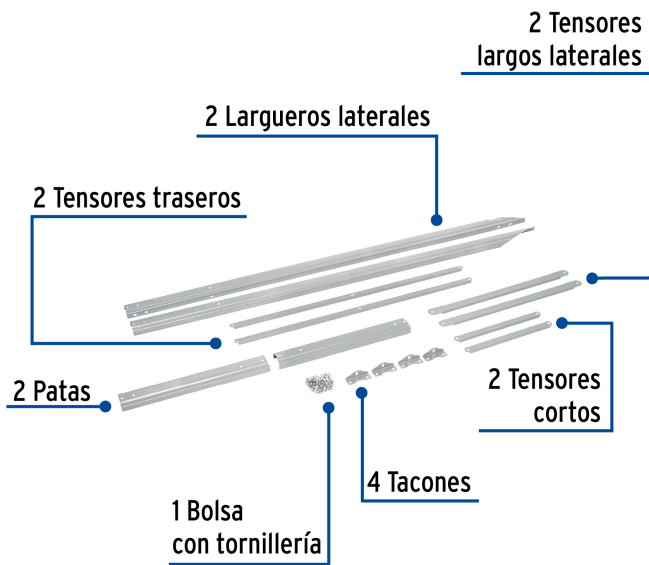 2 Tensores
largos laterales
2 Largueros laterales
2 Tensores traseros
2 Patas
2 Tensores
cortos
4 Tacones
1 Bolsa
con tornillería